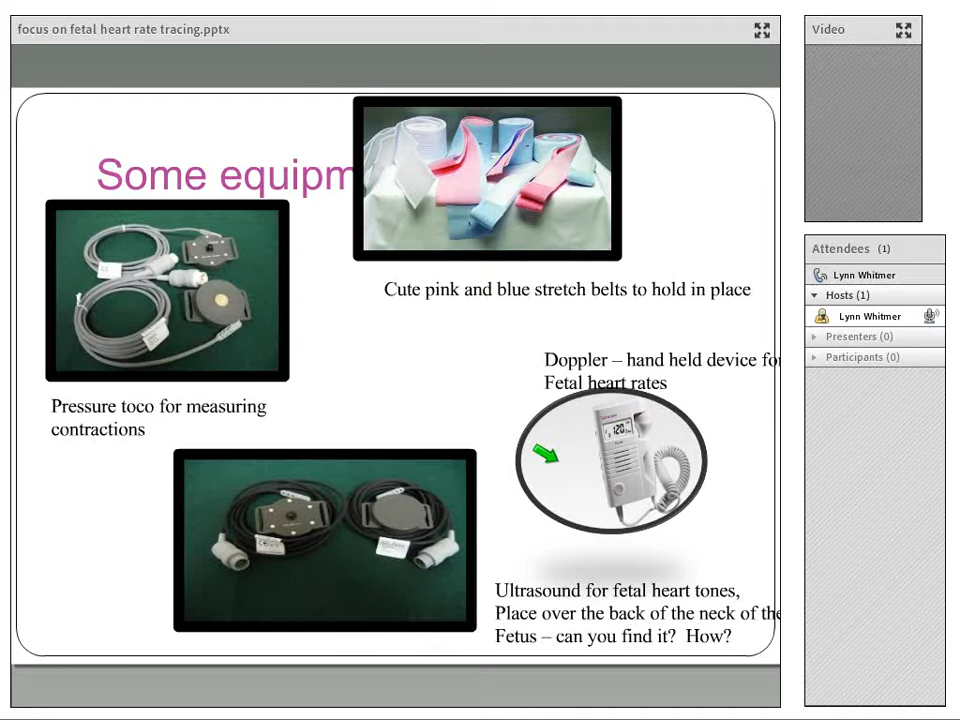 focus on fetal heart rate tracing.pptx
Video
Some equipm
Cute pink and blue stretch belts to hold in place
Pressure toco for measuring
contractions
Doppler – hand held device for
Fetal heart rates
120
Ultrasound for fetal heart tones,
Place over the back of the neck of the
Fetus – can you find it? How?
Attendees (1)
Lynn Whitmer
Hosts (1)
Lynn Whitmer
Presenters (0)
Participants (0)